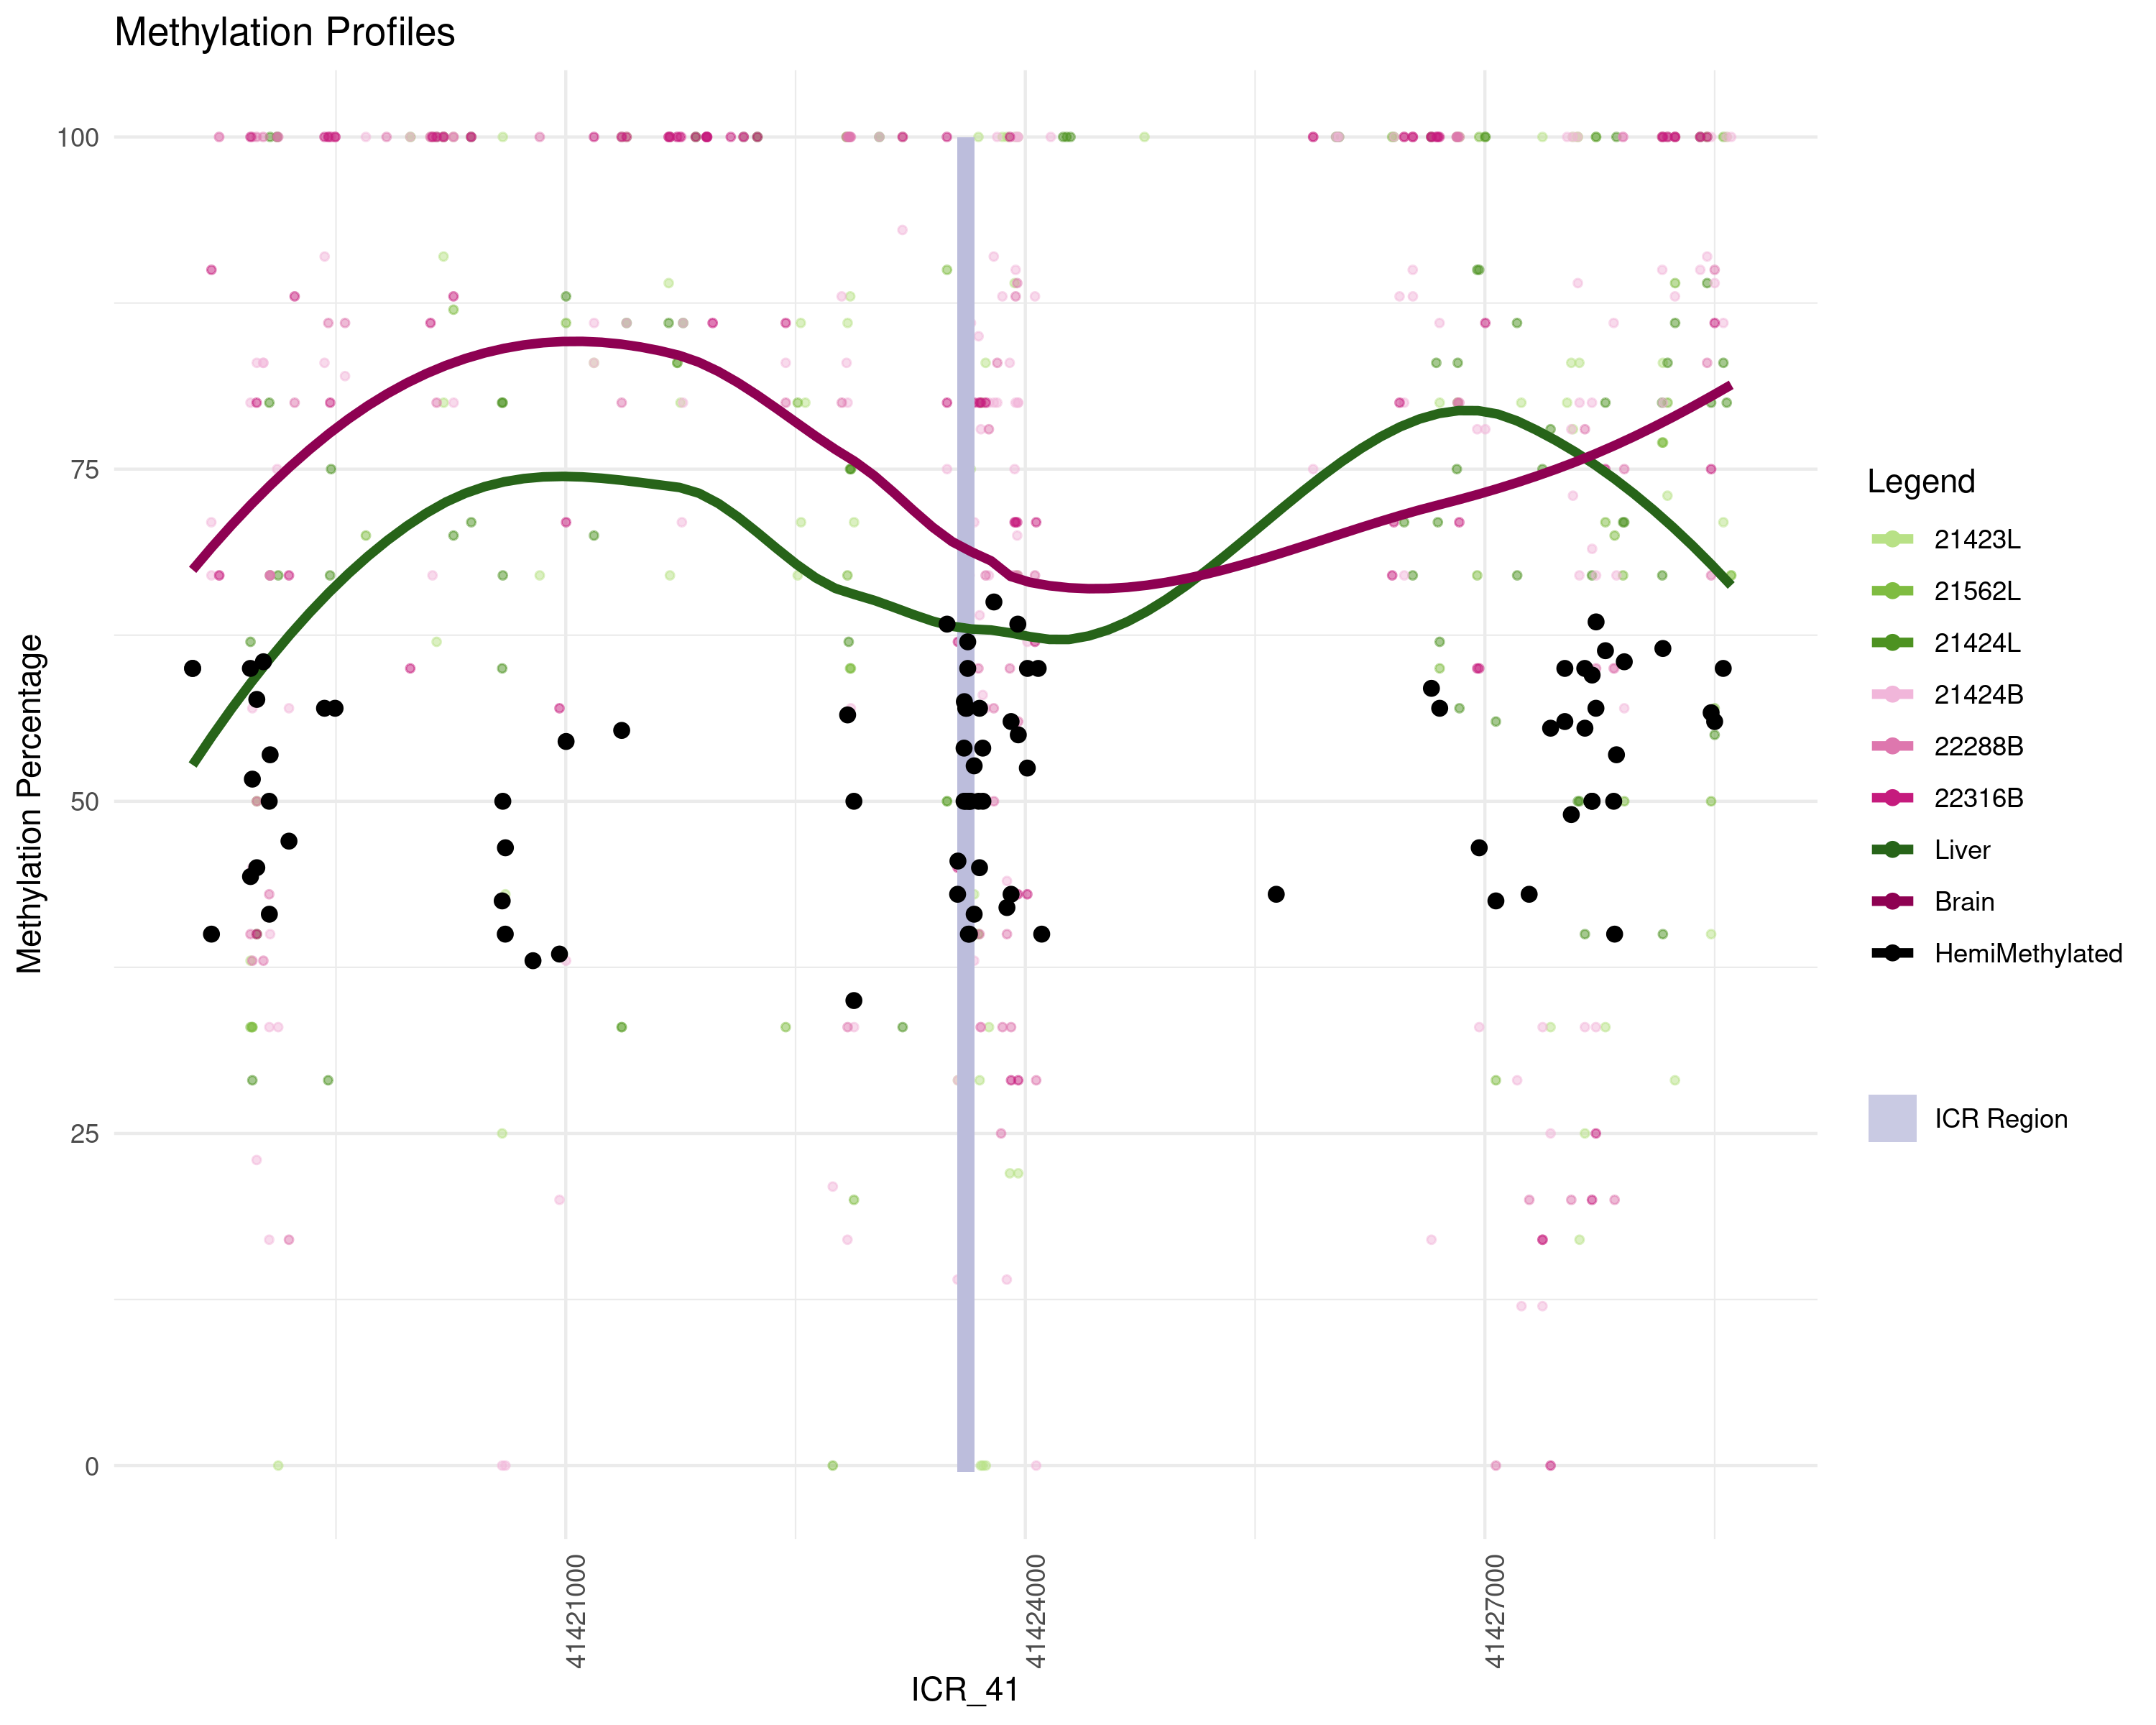 Methylation Profiles
100
75
50
25
0
Methylation Percentage
41421000
41424000
41427000
ICR_41
Legend
21423L
21562L
21424L
21424B
22288B
22316B
Liver
Brain
HemiMethylated
ICR Region